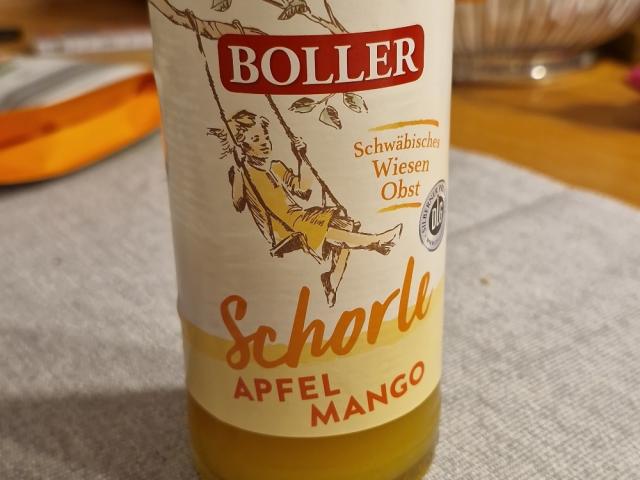 BOLLER
Schwäbisches
Wiesen
Obst
Schorle
APFEL
MANGO